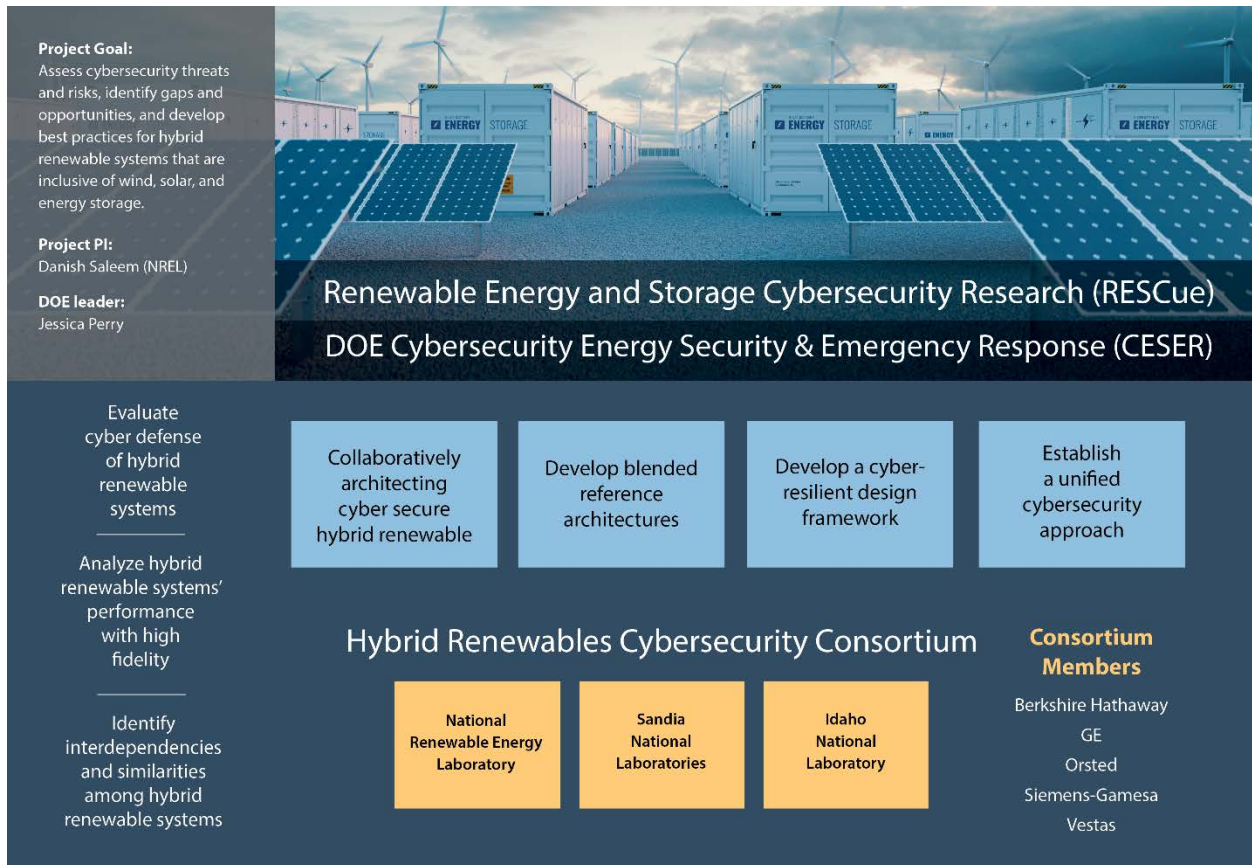 Project Goal:
Assess cybersecurity threats
and risks, identify gaps and
opportunities, and develop
best practices for hybrid
renewable systems that are
inclusive of wind, solar, and
energy storage.
Project PI:
Danish Saleem (NREL)
DOE leader:
Jessica Perry
ENERGY STORAGE
ENERGY STORAGE
ENERGY
ENERGY STORAGE
Renewable Energy and Storage Cybersecurity Research (RESCue)
DOE Cybersecurity Energy Security & Emergency Response (CESER)
Evaluate
cyber defense
of hybrid
renewable
systems
Analyze hybrid
renewable systems’
performance
with high
fidelity
Identify
interdependencies
and similarities
among hybrid
renewable systems
Collaboratively
architecting
cyber secure
hybrid renewable
Develop blended
reference
architectures
Develop a cyber-
resilient design
framework
Establish
a unified
cybersecurity
approach
Hybrid Renewables Cybersecurity Consortium
National
Renewable Energy
Laboratory
Sandia
National
Laboratories
Idaho
National
Laboratory
Consortium
Members
Berkshire Hathaway
GE
Orsted
Siemens-Gamesa
Vestas